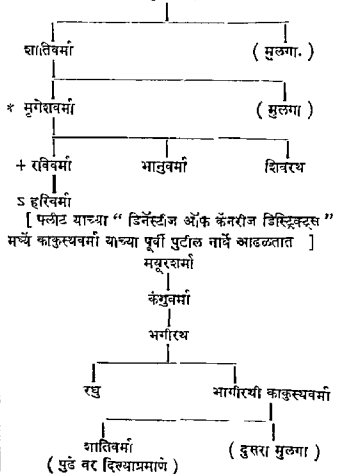 शांतिवर्मा ( मुलगा. )
* मृगेशवर्मा ( मुलगा )
+ रविवर्मा भानुवर्मा शिवरथ
s हरिवर्मा
[ फ्लीट याच्या “ डिनॅस्टीज ऑफ कॅनरीज डिस्ट्रिक्ट्स ”
मध्यें काकुस्थवर्मा याच्या पूर्वी पुढील नावें आढळतात ]
मयूरशर्मा
कंगुवर्मा
भगीरथ
रघु भागीरथी काकुस्थवर्मा
शातिवर्मा ( दुसरा मुलगा )
( पुढें वर दिल्याप्रमाणे )